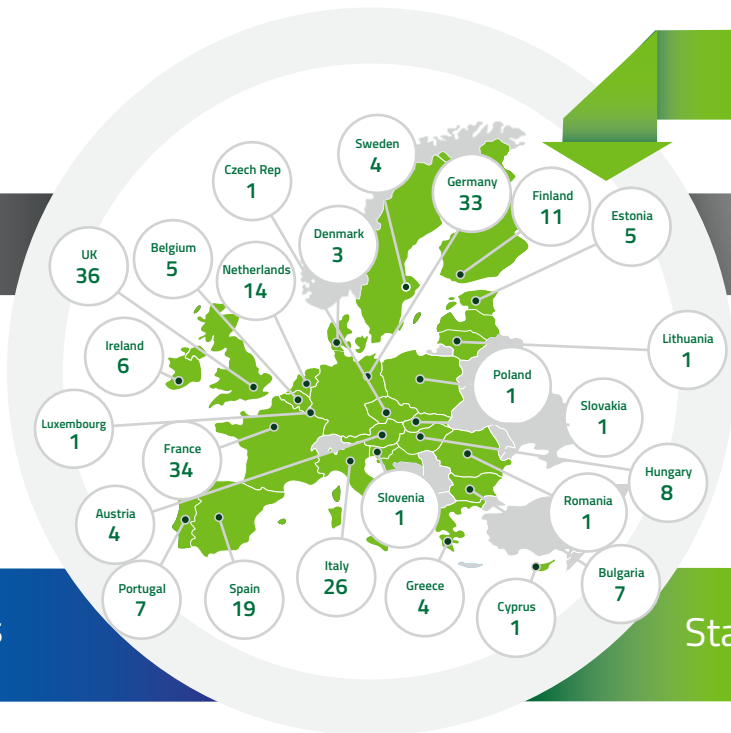 Sweden
4
Czech Rep
1
Germany
33
Finland
11
Estonia
5
Denmark
3
Belgium
5
UK
36
Netherlands
14
Ireland
6
Lithuania
1
Poland
1
Slovakia
1
Luxembourg
1
France
34
Hungary
8
Austria
4
Slovenia
1
Romania
1
Italy
26
Portugal
7
Spain
19
Greece
4
Cyprus
1
Bulgaria
7
s
Sta